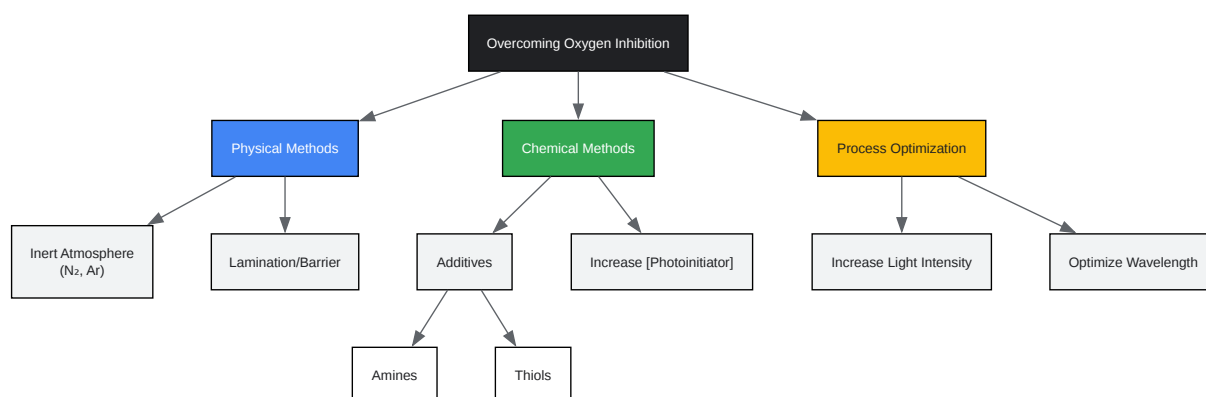 Overcoming Oxygen Inhibition
Physical Methods
Chemical Methods
Process Optimization
Inert Atmosphere
(N₂, Ar)
Lamination/Barrier
Additives
Increase [Photoinitiator]
Increase Light Intensity
Optimize Wavelength
Amines
Thiols